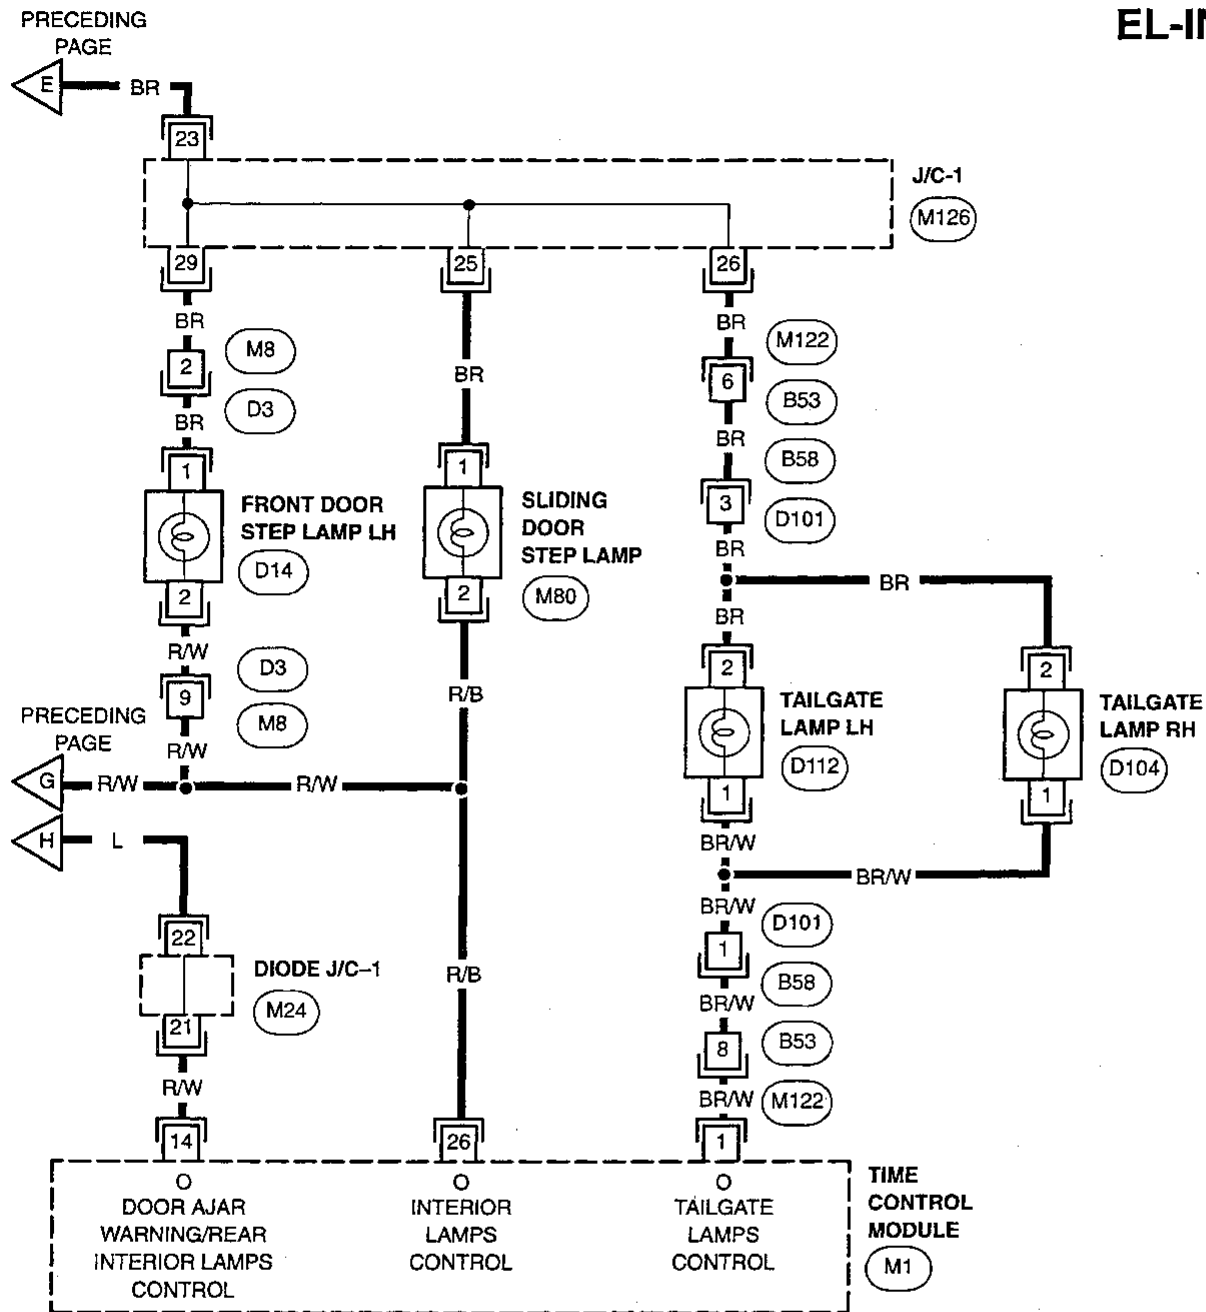 PRECEDING
PAGE
EL-I
E
BR
23
J/C-1
M126
29
25
26
BR
BR
BR
M8
2
D3
M122
6
B53
BR
BR
B58
3
D101
1
1
FRONT DOOR
STEP LAMP LH
D14
SLIDING
DOOR
STEP LAMP
M80
2
2
BR
BR
BR
R/W
D3
9
M8
R/B
2
2
TAILGATE
LAMP LH
D112
TAILGATE
LAMP RH
D104
PRECEDING
PAGE
R/W
G
R/W
R/W
1
1
H
L
BR/W
BR/W
BR/W
D101
22
1
DIODE J/C–1
M24
R/B
B58
21
BR/W
B53
8
R/W
BR/W
M122
14
26
1
DOOR AJAR
WARNING/REAR
INTERIOR LAMPS
CONTROL
INTERIOR
LAMPS
CONTROL
TAILGATE
LAMPS
CONTROL
TIME
CONTROL
MODULE
M1